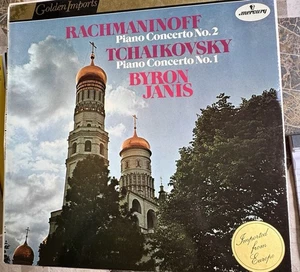 Golden Imports
mercury
RACHMANINOFF
Piano Concerto No.2
TCHAIKOVSKY
Piano Concerto No.1
BYRON
JANIS
Imported
from
Europe